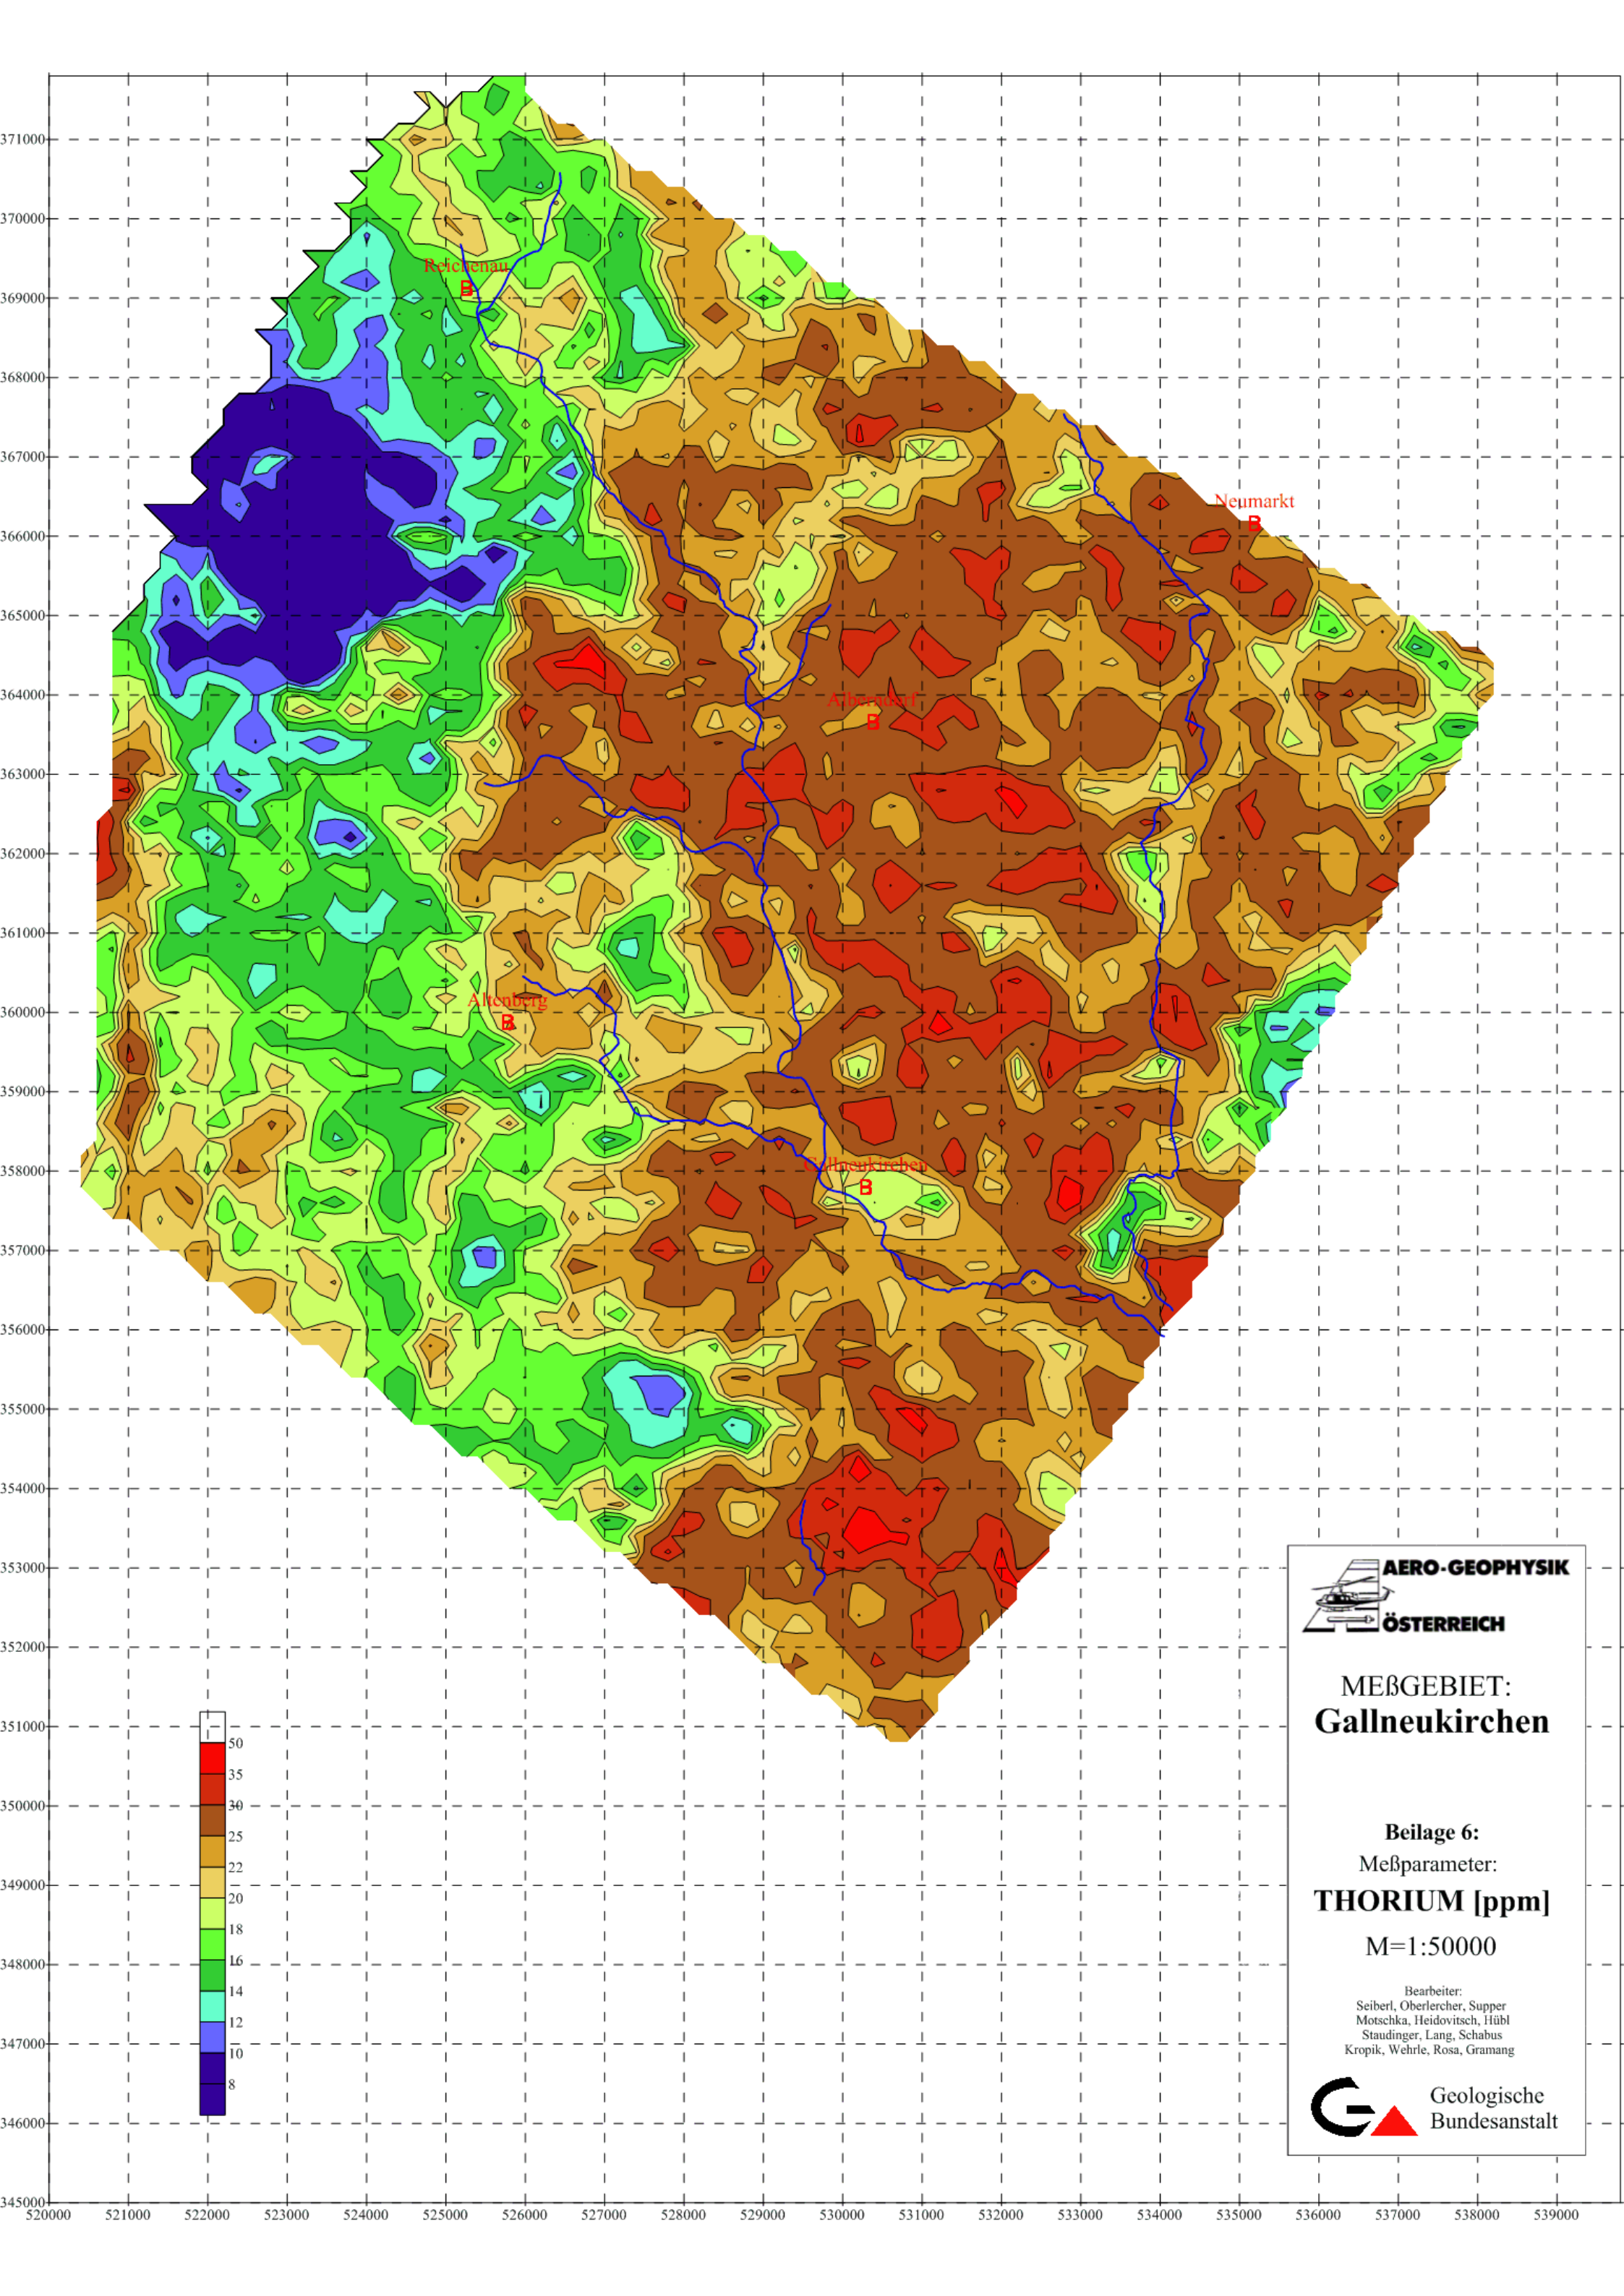 371000
370000
369000
368000
367000
366000
365000
364000
363000
362000
361000
360000
359000
358000
357000
356000
355000
354000
353000
352000
351000
350000
349000
348000
347000
346000
345000
520000 521000 522000 523000 524000 525000 526000 527000 528000 529000 530000 531000 532000 533000 534000 535000 536000 537000 538000 539000
Reichenau
B
Neumarkt
B
Alberndorf
B
Altenberg
B
Gallneukirchen
B
50
35
30
25
22
20
18
16
14
12
10
8
AERO-GEOPHYSIK
ÖSTERREICH
MEßGEBIET:
Gallneukirchen
Beilage 6:
Meßparameter:
THORIUM [ppm]
M=1:50000
Bearbeiter:
Seiberl, Oberlercher, Supper
Motschka, Heidovitsch, Hübl
Staudinger, Lang, Schabus
Kropik, Wehrle, Rosa, Gramang
Geologische
Bundesanstalt